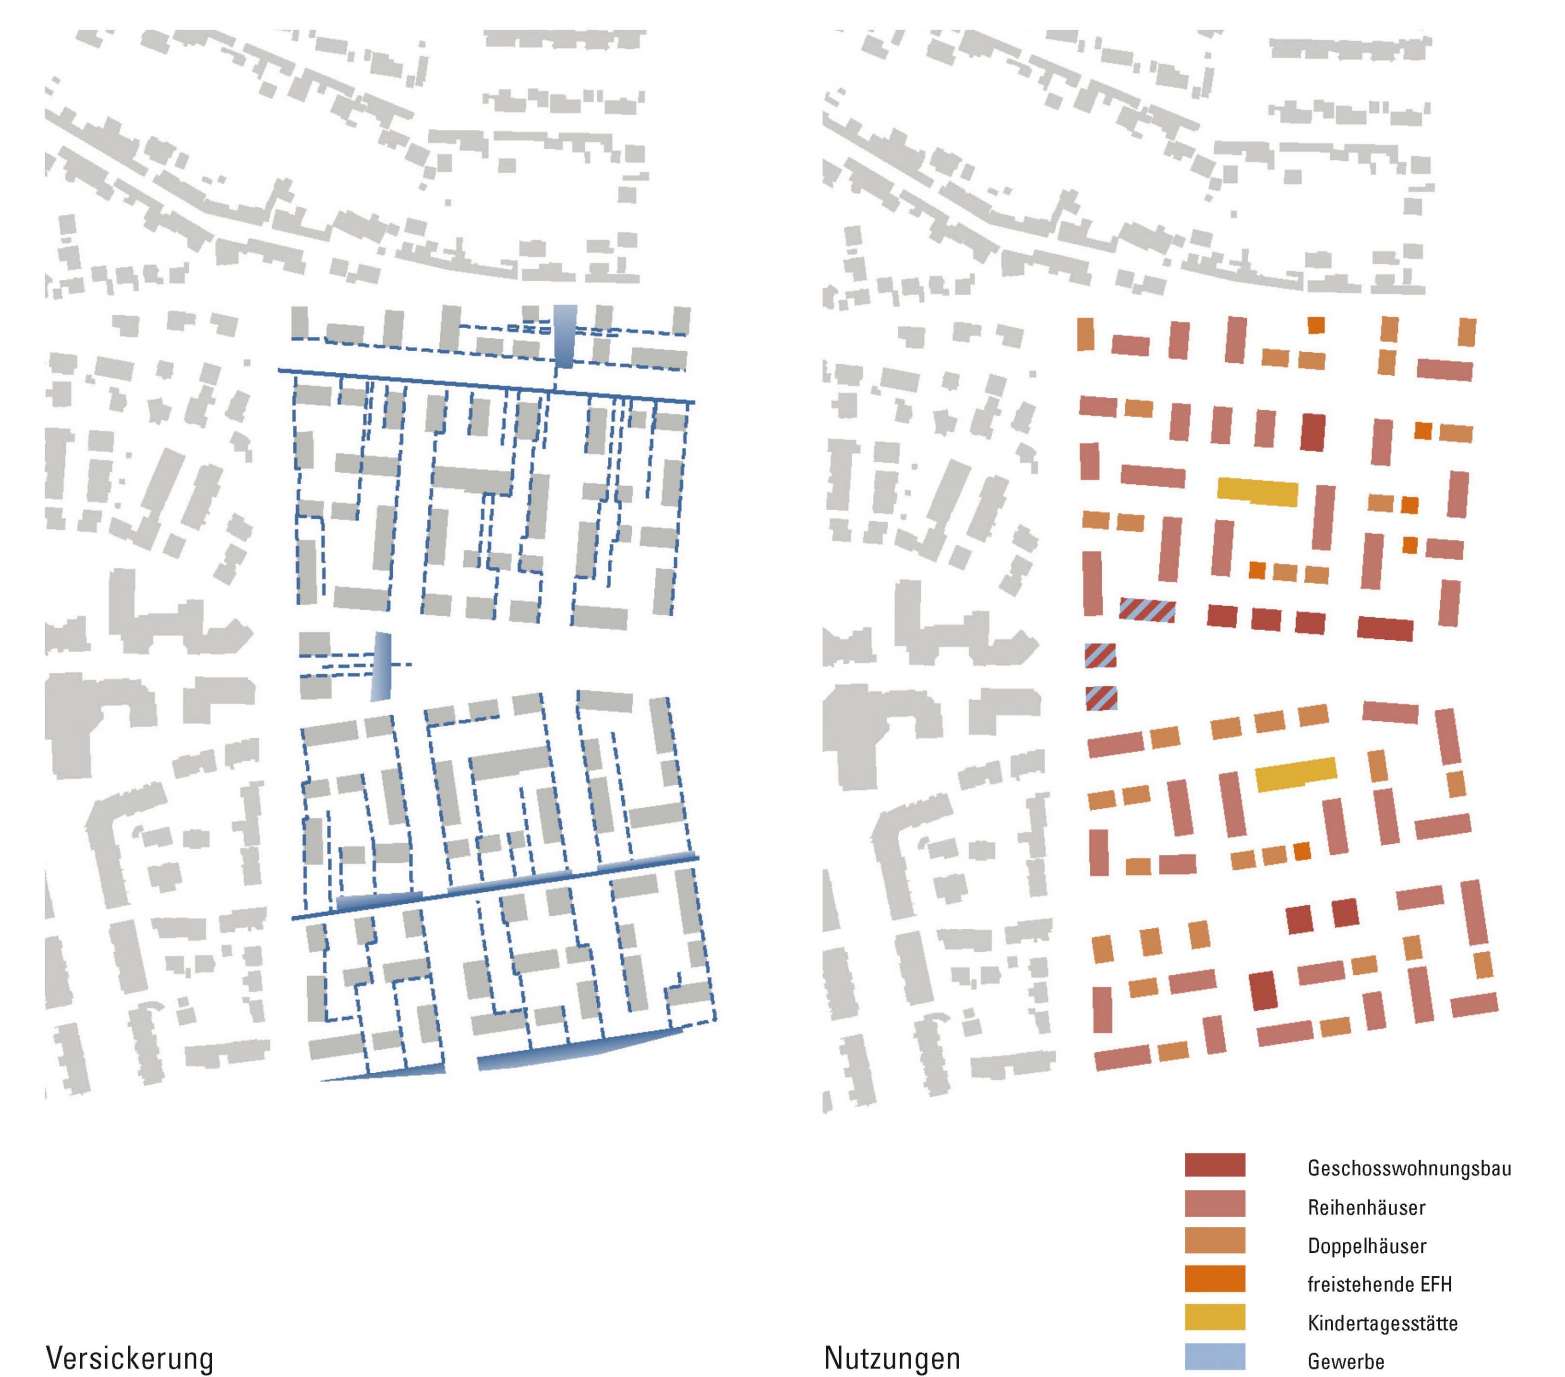 Geschosswohnungsbau
Reihenhäuser
Doppelhäuser
freistehende EFH
Kindertagesstätte
Gewerbe
Versickerung
Nutzungen